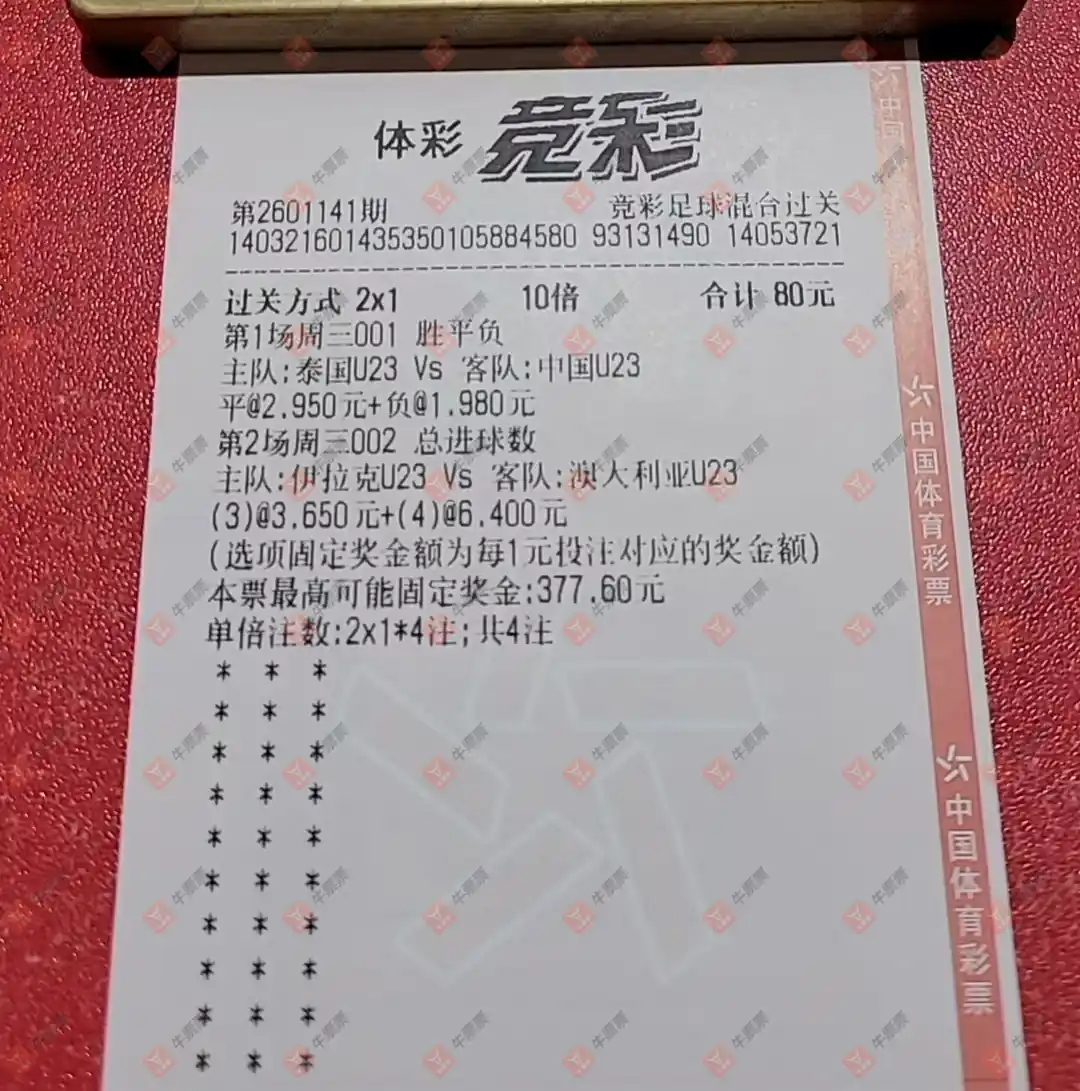 体彩 竞彩
第2601141期 竞彩足球混合过关
140321601435350105884580 93131490 14053721
过关方式 2x1 10倍 合计 80元
第1场周三001 胜平负
主队:泰国U23 Vs 客队:中国U23
平@2.950元+负@1.980元
第2场周三002 总进球数
主队:伊拉克U23 Vs 客队:澳大利亚U23
(3)@3.650元+(4)@6.400元
(选项固定奖金额为每1元投注对应的奖金额)
本票最高可能固定奖金:377.60元
单倍注数:2x1*4注;共4注
* * *
* * *
* * *
* * *
* * *
* * *
* * *
* * *
* * *
* * *
中国
中国体育彩票
中国体育彩票
牛票票